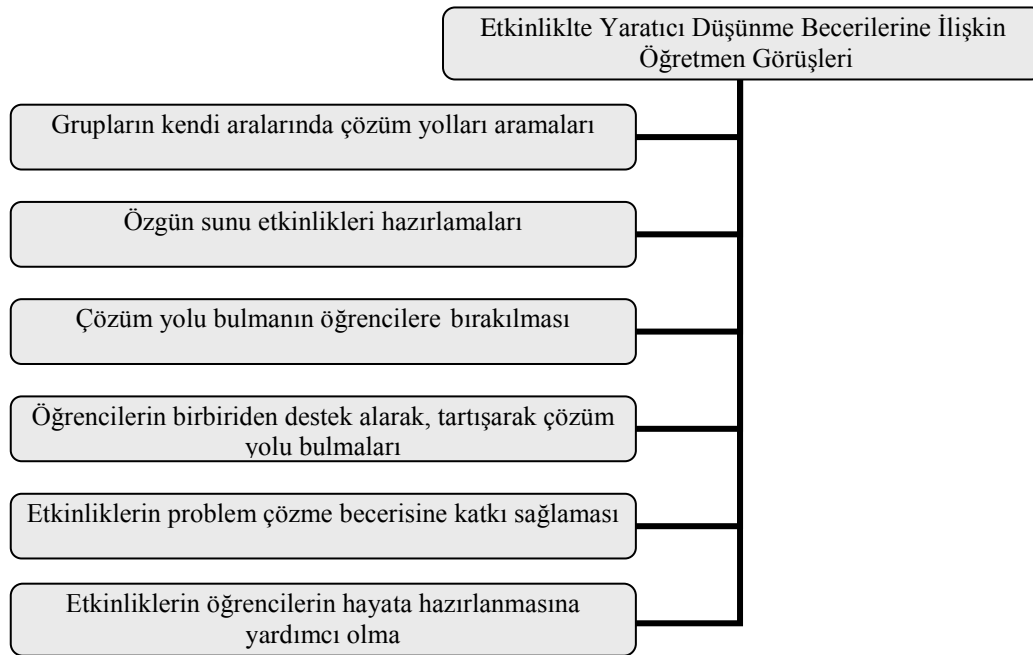 Etkinliklte Yaratıcı Düşünme Becerilerine İlişkin
Öğretmen Görüşleri
Grupların kendi aralarında çözüm yolları aramaları
Özgün sunu etkinlikleri hazırlamaları
Çözüm yolu bulmanın öğrencilere bırakılması
Öğrencilerin birbiriden destek alarak, tartışarak çözüm
yolu bulmaları
Etkinliklerin problem çözme becerisine katkı sağlaması
Etkinliklerin öğrencilerin hayata hazırlanmasına
yardımcı olma